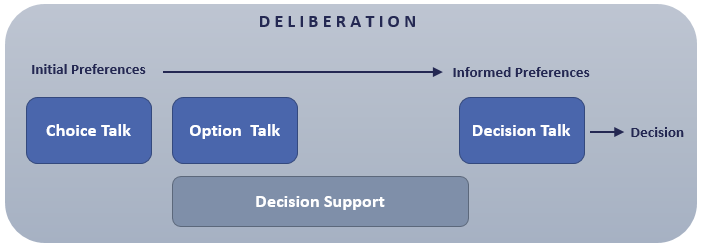 DELIBERATION
Initial Preferences
Informed Preferences
Choice Talk
Option Talk
Decision Talk
Decision
Decision Support